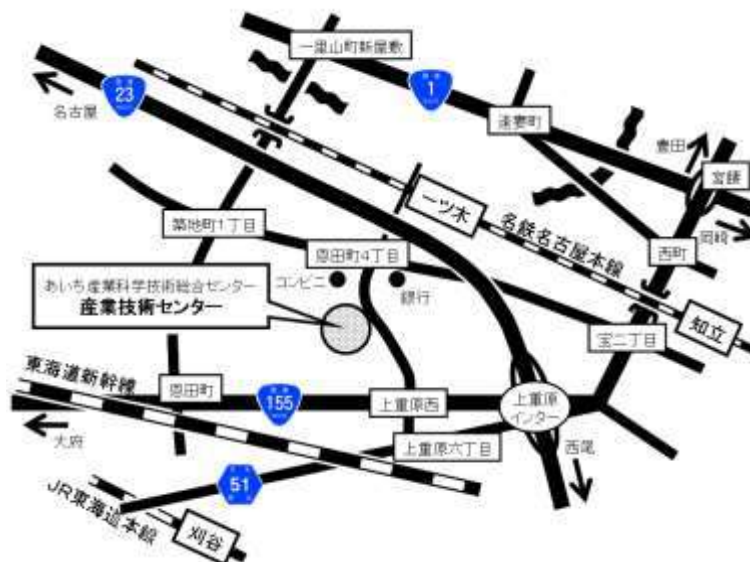 一里山町新屋敷
23
名古屋
1
逢妻町
豊田
宮腰
岡崎
一ツ木
名鉄名古屋本線
西町
築地町1丁目
恩田町4丁目
コンビニ
銀行
あいち産業科学技術総合センター
産業技術センター
知立
宝二丁目
東海道新幹線
恩田町
155
上重原西
上重原
インター
大府
上重原六丁目
西尾
51
JR東海道本線
刈谷